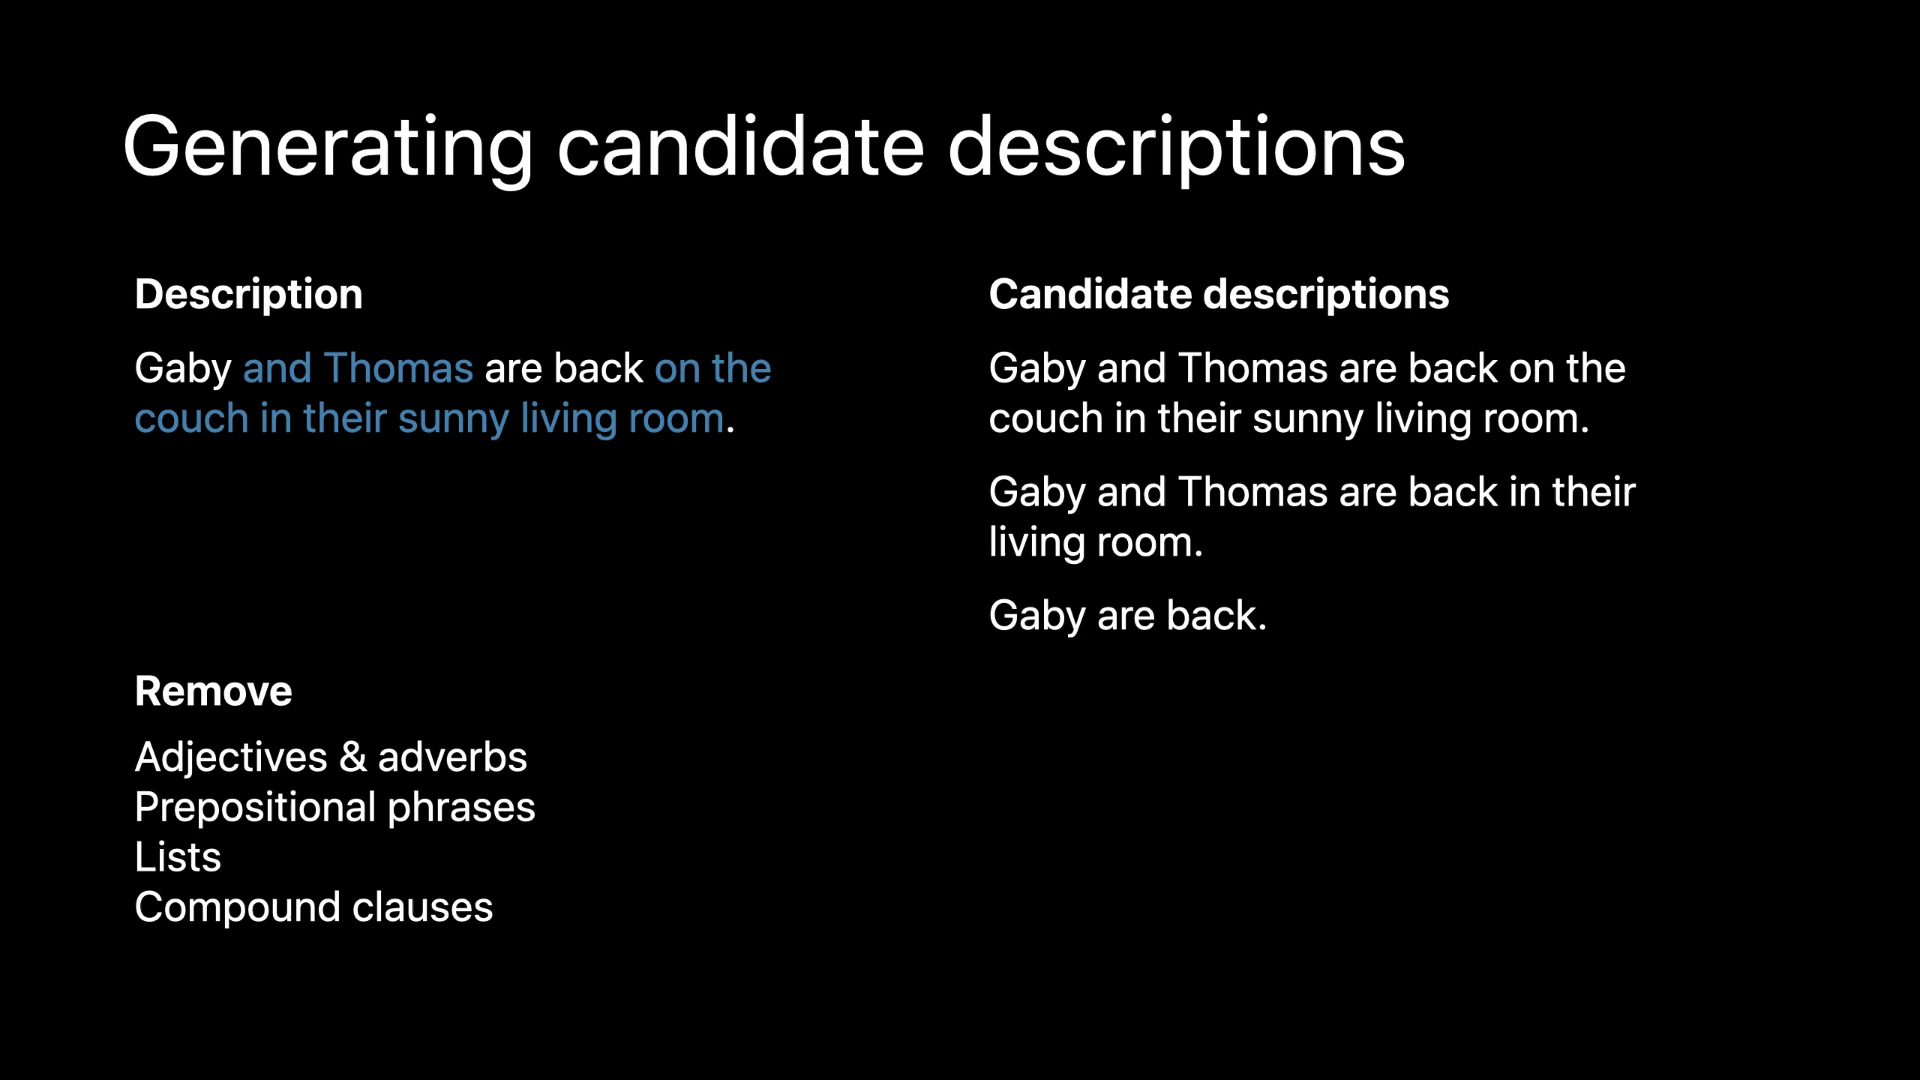 Generating candidate descriptions
Description
Gaby and Thomas are back on the
couch in their sunny living room.
Remove
Adjectives & adverbs
Prepositional phrases
Lists
Compound clauses
Candidate descriptions
Gaby and Thomas are back on the
couch in their sunny living room.
Gaby and Thomas are back in their
living room.
Gaby are back.